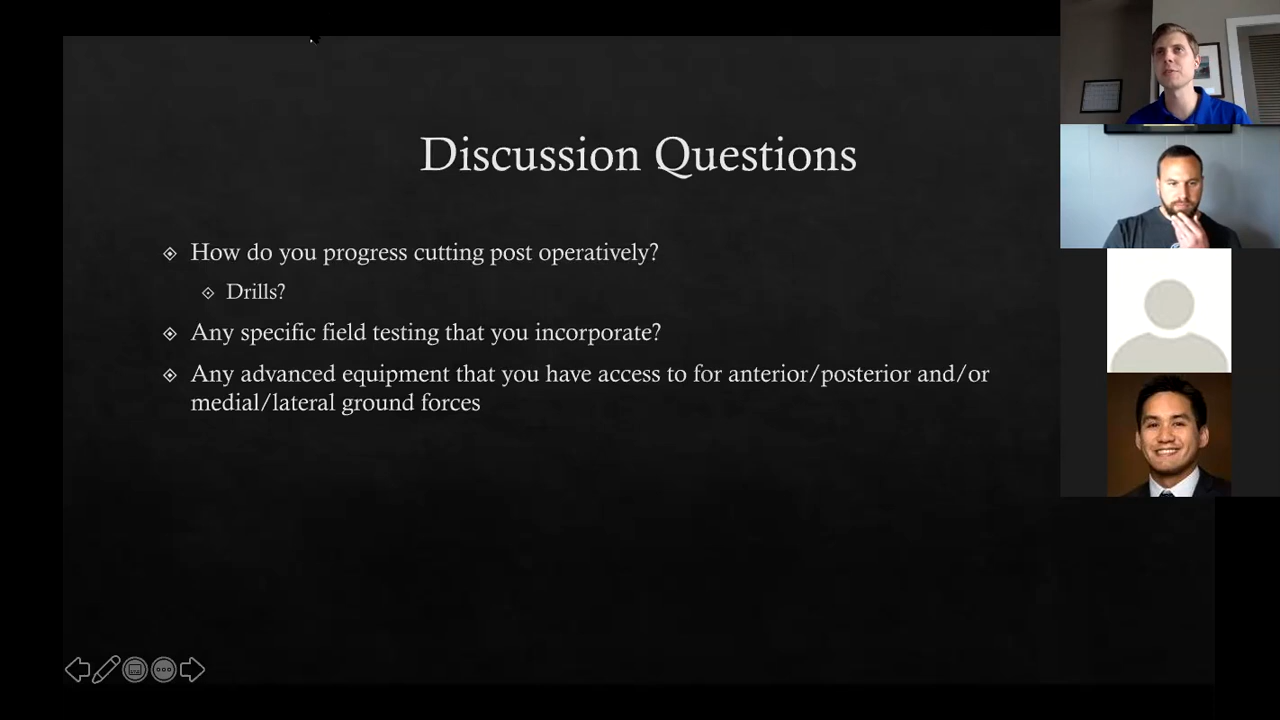 Discussion Questions
How do you progress cutting post operatively?
Drills?
Any specific field testing that you incorporate?
Any advanced equipment that you have access to for anterior/posterior and/or
medial/lateral ground forces